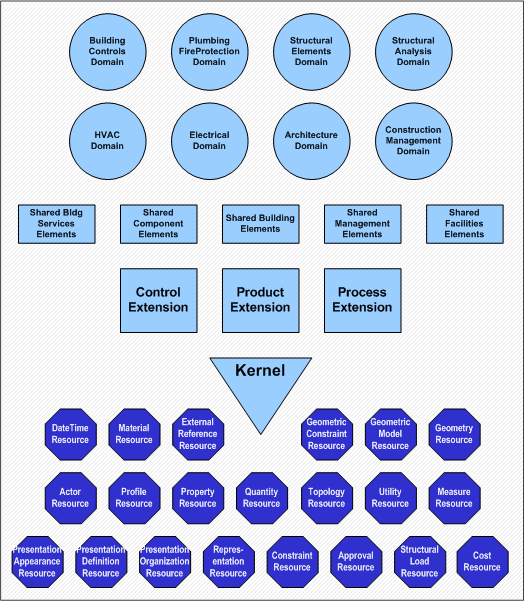 Building
Controls
Domain
Plumbing
FireProtection
Domain
Structural
Elements
Domain
Structural
Analysis
Domain
HVAC
Domain
Electrical
Domain
Architecture
Domain
Construction
Management
Domain
Shared Bldg
Services
Elements
Shared
Component
Elements
Shared Building
Elements
Shared
Management
Elements
Shared
Facilities
Elements
Control
Extension
Product
Extension
Process
Extension
Kernel
DateTime
Resource
Material
Resource
External
Reference
Resource
Geometric
Constraint
Resource
Geometric
Model
Resource
Geometry
Resource
Actor
Resource
Profile
Resource
Property
Resource
Quantity
Resource
Topology
Resource
Utility
Resource
Measure
Resource
Presentation
Appearance
Resource
Presentation
Definition
Resource
Presentation
Organization
Resource
Repres-
entation
Resource
Constraint
Resource
Approval
Resource
Structural
Load
Resource
Cost
Resource